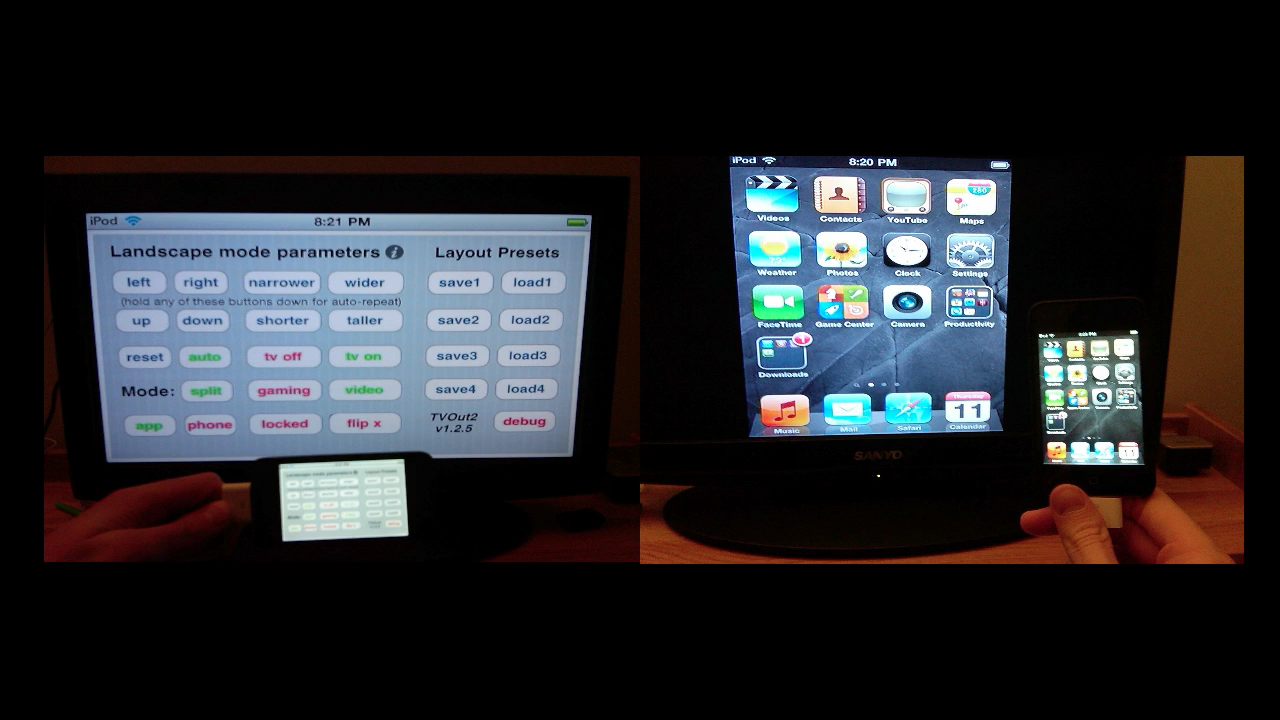 iPod 8:21 PM
Landscape mode parameters i Layout Presets
left right narrower wider save1 load1
(hold any of these buttons down for auto-repeat)
up down shorter taller save2 load2
reset auto tv off tv on save3 load3
Mode: split gaming video save4 load4
app phone locked flip x TVOut2 debug
v1.2.5
iPod 8:20 PM
Videos Contacts YouTube Maps
Weather Photos Clock Settings
FaceTime Game Center Camera Productivity
1
Downloads
Thursday
11
Music Mail Safari Calendar
SANYO